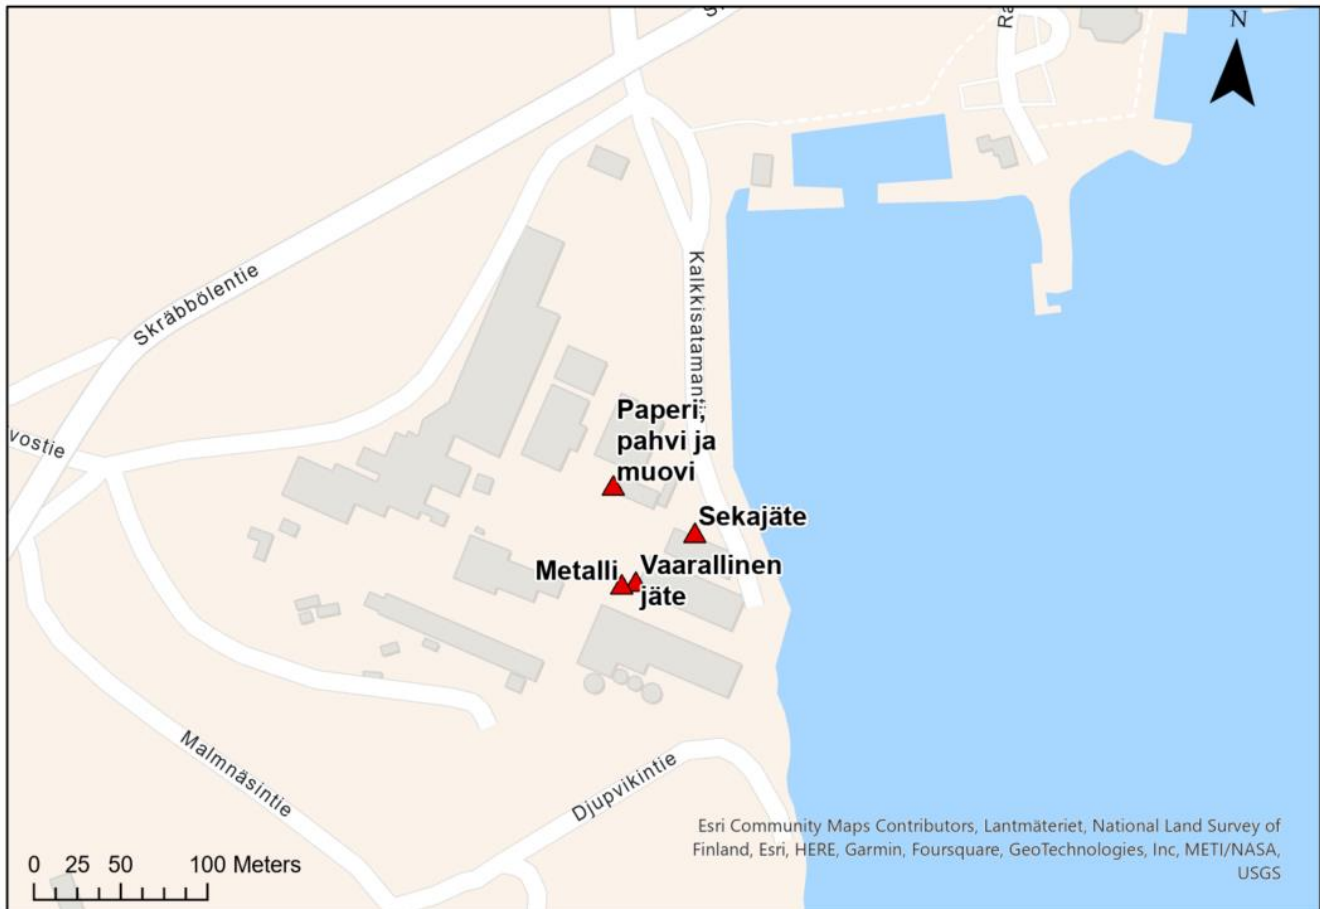 N
Skräbbölentie
Kalkkisatamant
vostie
Paperi,
pahvi ja
muovi
Sekajäte
Metalli
Vaarallinen
jäte
Malmnäsintie
Djupvikintie
0 25 50 100 Meters
Esri Community Maps Contributors, Lantmäteriet, National Land Survey of
Finland, Esri, HERE, Garmin, Foursquare, GeoTechnologies, Inc, METI/NASA,
USGS